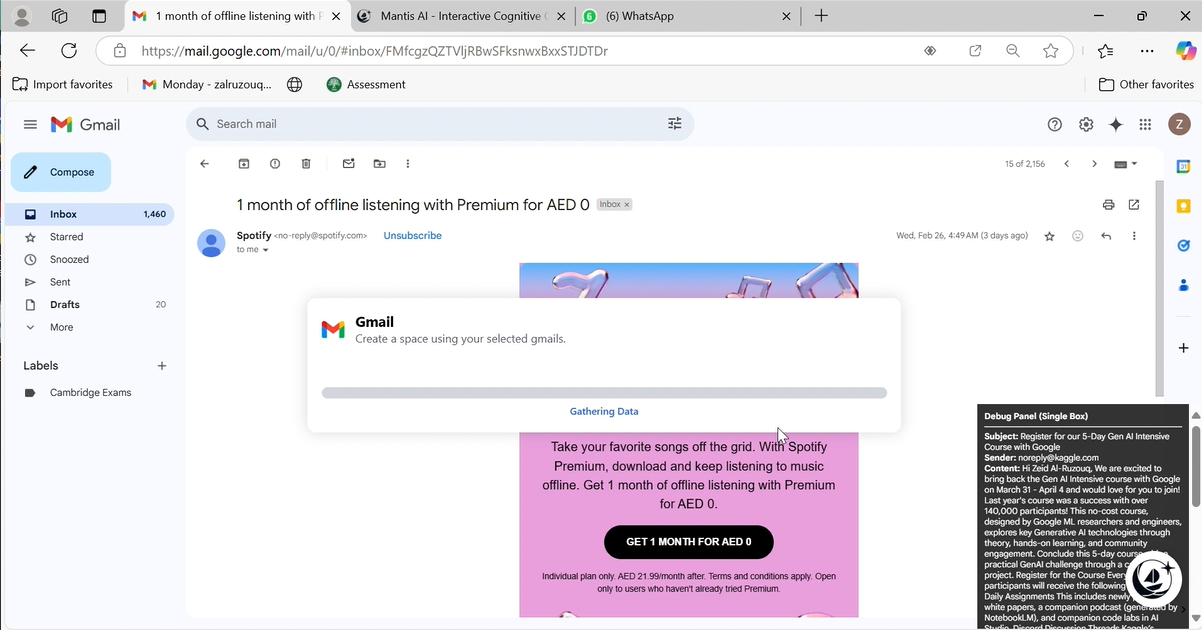 1 month of offline listening with P
Mantis AI - Interactive Cognitive
(6) WhatsApp
https://mail.google.com/mail/u/0/#inbox/FMfcgzQZTVljRBwSFksnwxBxxSTJDTDr
Import favorites
Monday - zalruzouq...
Assessment
Other favorites
Gmail
Search mail
Z
Compose
15 of 2,156
Inbox 1,460
Starred
Snoozed
Sent
Drafts 20
More
Labels
Cambridge Exams
1 month of offline listening with Premium for AED 0 Inbox ×
Spotify <no-reply@spotify.com> Unsubscribe
Wed, Feb 26, 4:49 AM (3 days ago)
to me
Gmail
Create a space using your selected gmails.
Gathering Data
Take your favorite songs off the grid. With Spotify
Premium, download and keep listening to music
offline. Get 1 month of offline listening with Premium
for AED 0.
GET 1 MONTH FOR AED 0
Individual plan only. AED 21.99/month after. Terms and conditions apply. Open
only to users who haven't already tried Premium.
Debug Panel (Single Box)
Subject: Register for our 5-Day Gen AI Intensive
Course with Google
Sender: noreply@kaggle.com
Content: Hi Zeid Al-Ruzouq, We are excited to
bring back the Gen AI Intensive course with Google
on March 31 - April 4 and would love for you to join!
Last year's course was a success with over
140,000 participants! This no-cost course,
designed by Google ML researchers and engineers,
explores key Generative AI technologies through
theory, hands-on learning, and community
engagement. Conclude this 5-day course
practical GenAI challenge through a
project. Register for the Course Every
participants will receive the following
Daily Assignments This includes newly
white papers, a companion podcast (generated by
NotebookLM), and companion code labs in AI
Studio. Discord Discussion Threads Kaggle's